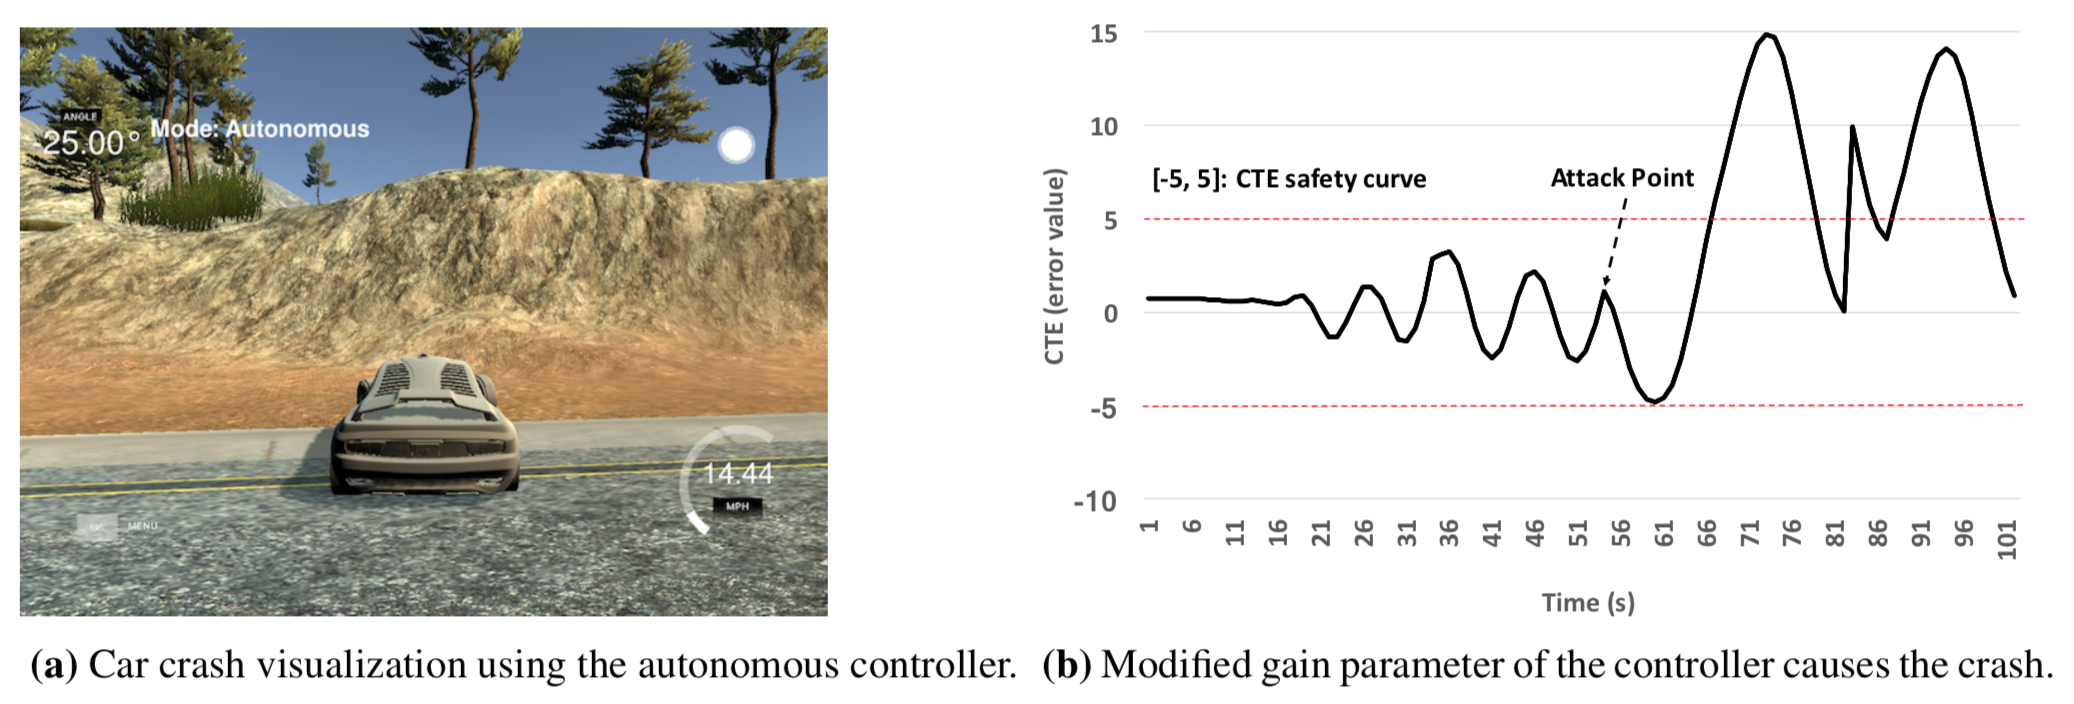 ANGLE
-25.00°
Mode: Autonomous
14.44
MPH
MENU
15
10
5
0
-5
-10
CTE (error value)
[-5, 5]: CTE safety curve
Attack Point
1 6 11 16 21 26 31 36 41 46 51 56 61 66 71 76 81 86 91 96 101
Time (s)
(a) Car crash visualization using the autonomous controller.
(b) Modified gain parameter of the controller causes the crash.